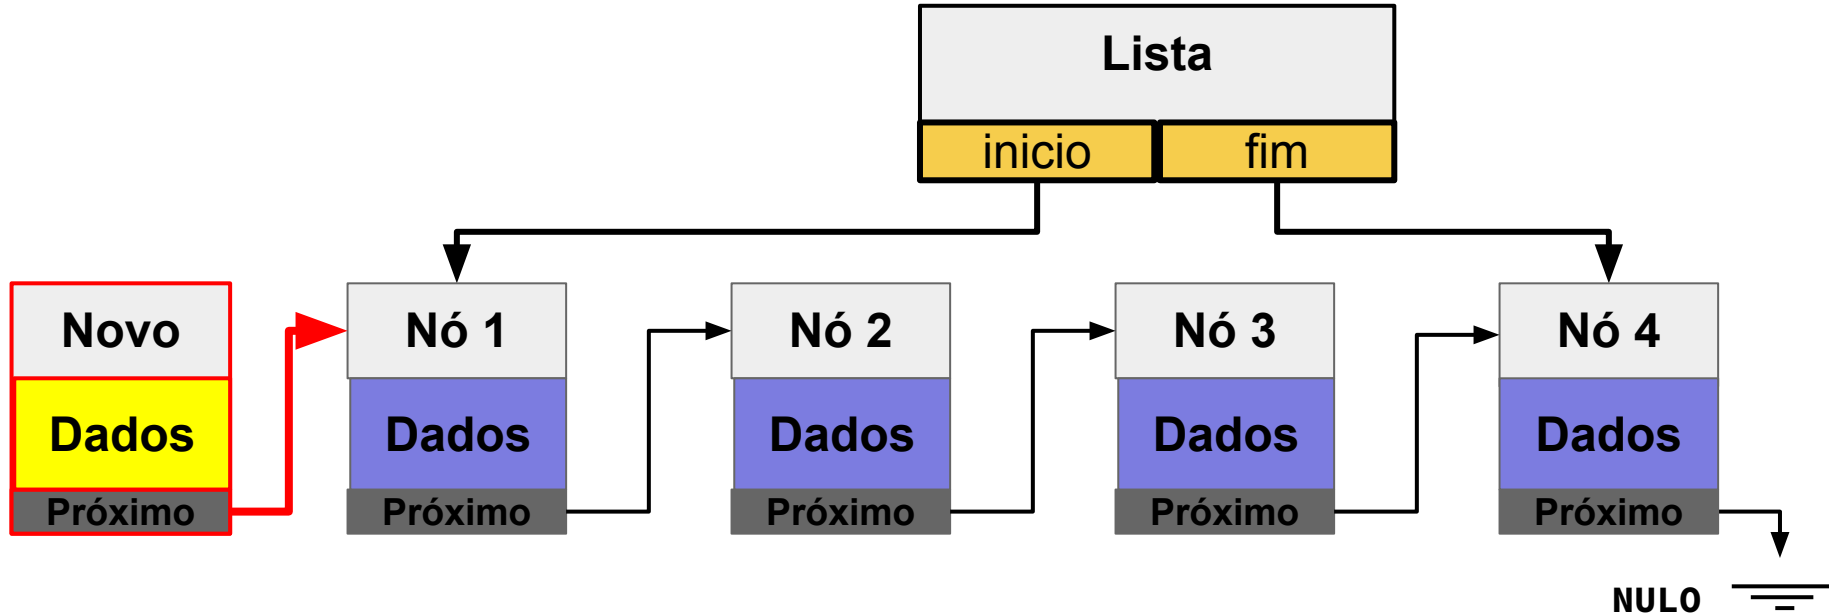 Lista
inicio fim
Novo Nó 1 Nó 2 Nó 3 Nó 4
Dados Dados Dados Dados Dados
Próximo Próximo Próximo Próximo Próximo
NULO